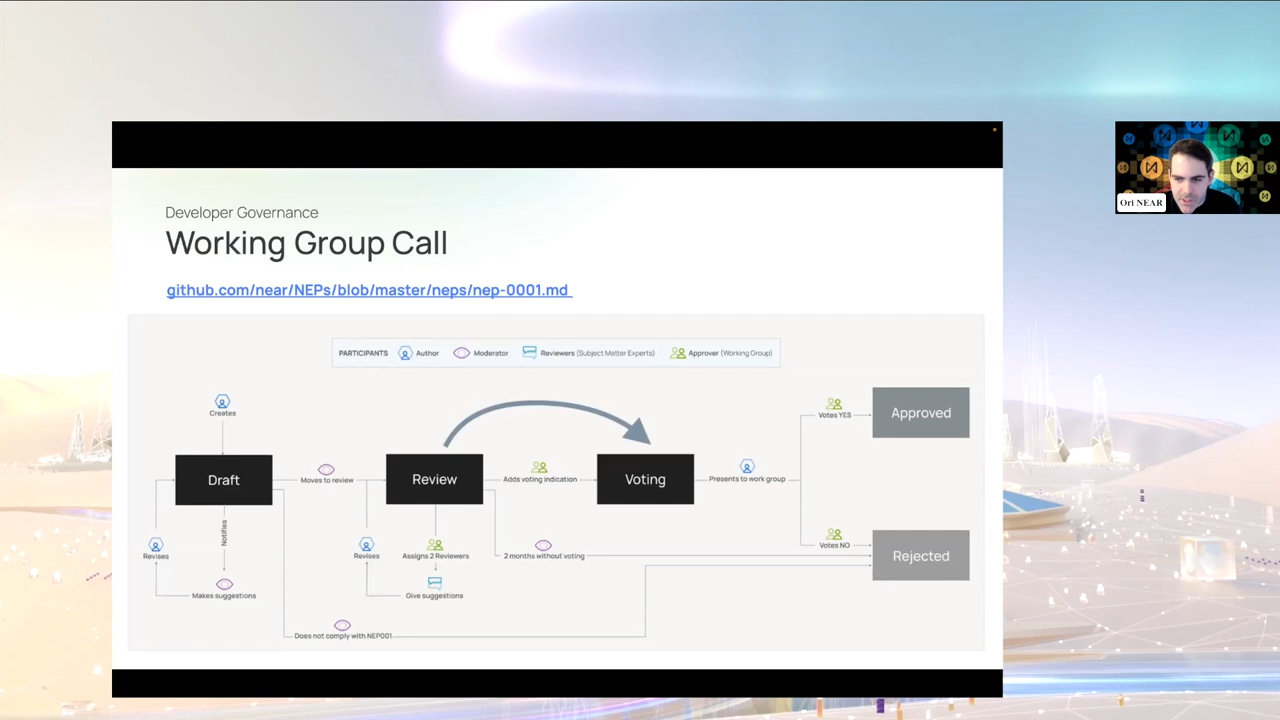 Developer Governance
Working Group Call
github.com/near/NEPs/blob/master/neps/nep-0001.md
Ori NEAR
PARTICIPANTS Author Moderator Reviewers (Subject Matter Experts) Approver (Working Group)
Creates
Draft
Moves to review
Review
Adds voting indication
Voting
Presents to work group
Votes YES
Approved
Notifies
Revises
Makes suggestions
Revises
Assigns 2 Reviewers
Give suggestions
2 months without voting
Votes NO
Rejected
Does not comply with NEP001